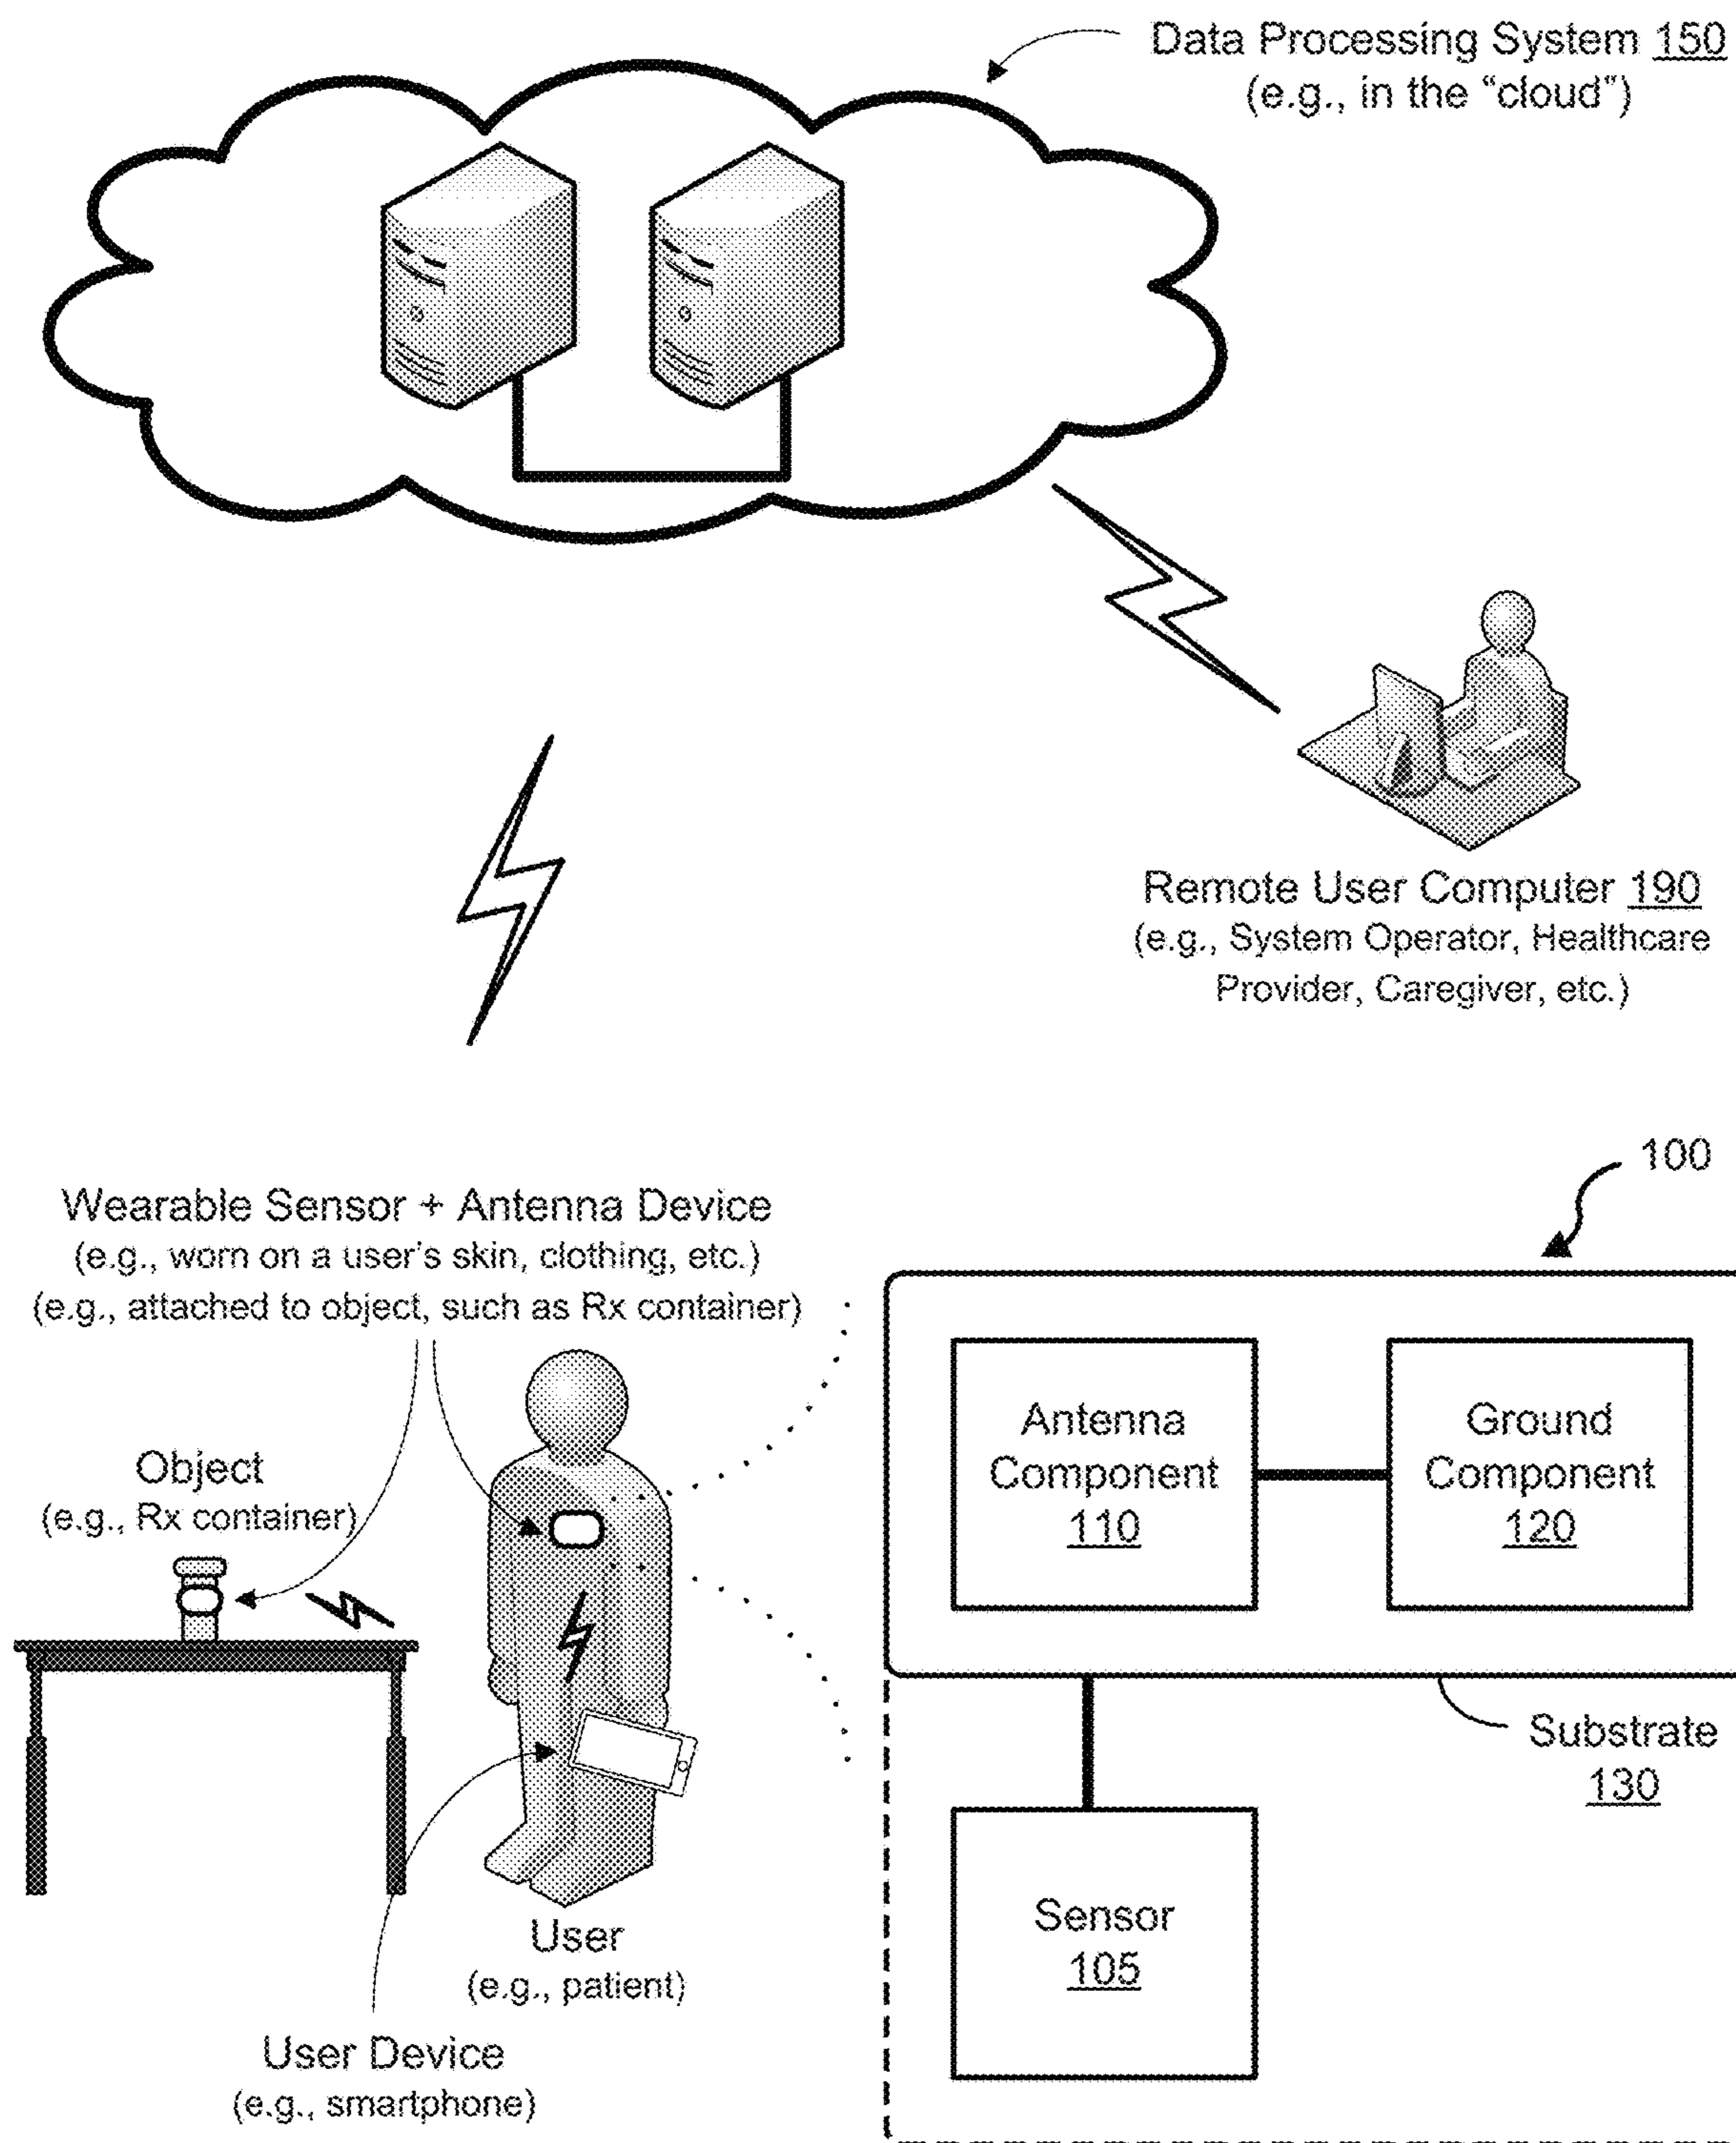 Data Processing System 150
(e.g., in the “cloud”)
Remote User Computer 190
(e.g., System Operator, Healthcare
Provider, Caregiver, etc.)
100
Wearable Sensor + Antenna Device
(e.g., worn on a user's skin, clothing, etc.)
(e.g., attached to object, such as Rx container)
Object
(e.g., Rx container)
Antenna
Component
110
Ground
Component
120
Substrate
130
Sensor
105
User
(e.g., patient)
User Device
(e.g., smartphone)